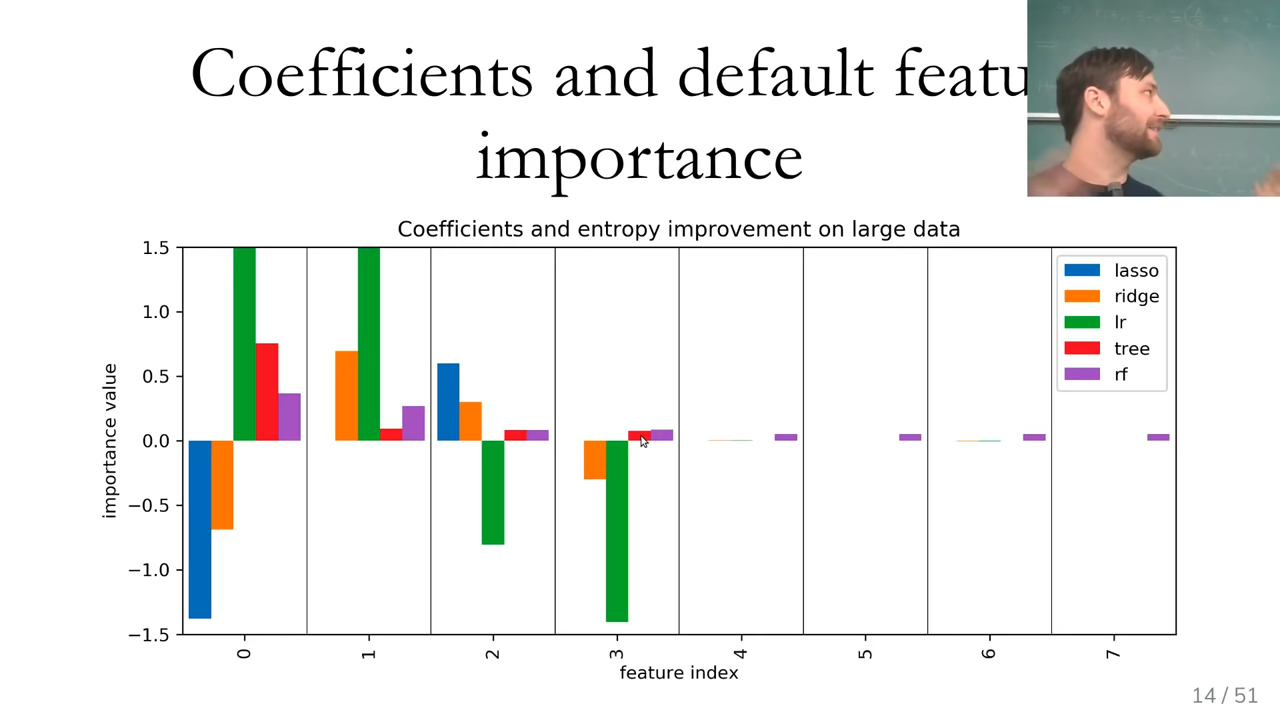 Coefficients and default featu
importance
Coefficients and entropy improvement on large data
importance value
1.5
1.0
0.5
0.0
−0.5
−1.0
−1.5
lasso
ridge
lr
tree
rf
0
1
2
3
4
5
6
7
feature index
14 / 51